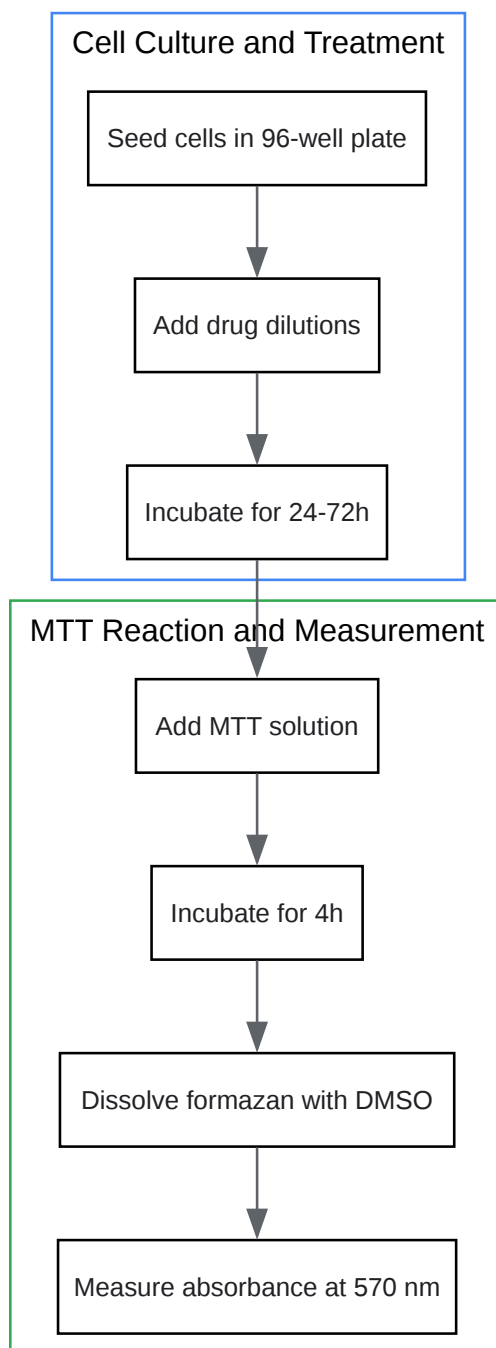 Cell Culture and Treatment
Seed cells in 96-well plate
Add drug dilutions
Incubate for 24-72h
MTT Reaction and Measurement
Add MTT solution
Incubate for 4h
Dissolve formazan with DMSO
Measure absorbance at 570 nm